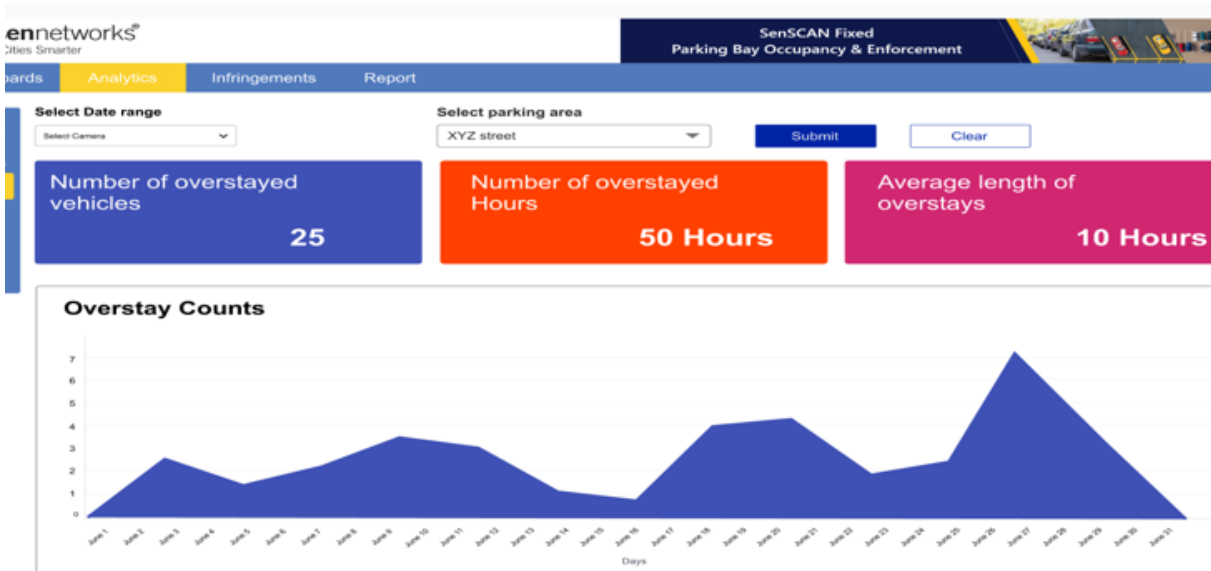 sennetworks®
Cities Smarter
SenSCAN Fixed
Parking Bay Occupancy & Enforcement
oards Analytics Infringements Report
Select Date range
Select parking area
Select Camera
XYZ street
Submit
Clear
Number of overstayed
vehicles
25
Number of overstayed
Hours
50 Hours
Average length of
overstays
10 Hours
Overstay Counts
7
6
5
4
3
2
1
0
June 1 June 2 June 3 June 4 June 5 June 6 June 7 June 8 June 9 June 10 June 11 June 12 June 13 June 14 June 15 June 16 June 17 June 18 June 19 June 20 June 21 June 22 June 23 June 24 June 25 June 26 June 27 June 28 June 29 June 30 June 31
Days